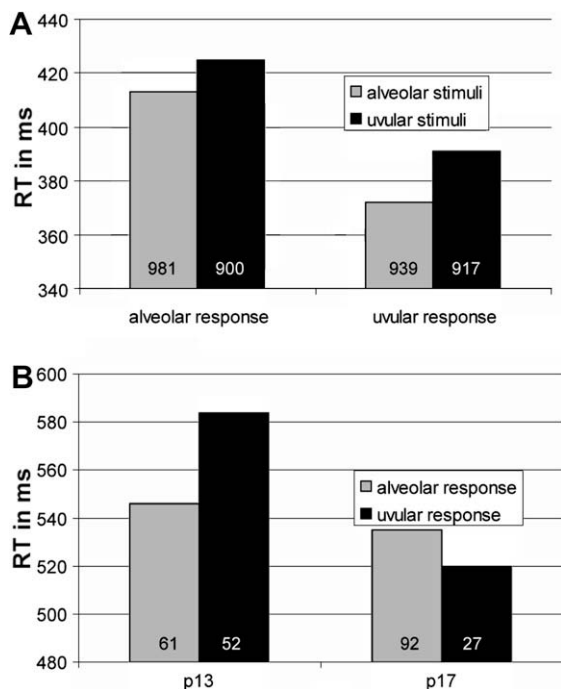 A
RT in ms
440
420
400
380
360
340
alveolar stimuli
uvular stimuli
981
900
939
917
alveolar response
uvular response
B
RT in ms
600
580
560
540
520
500
480
alveolar response
uvular response
61
52
92
27
p13
p17